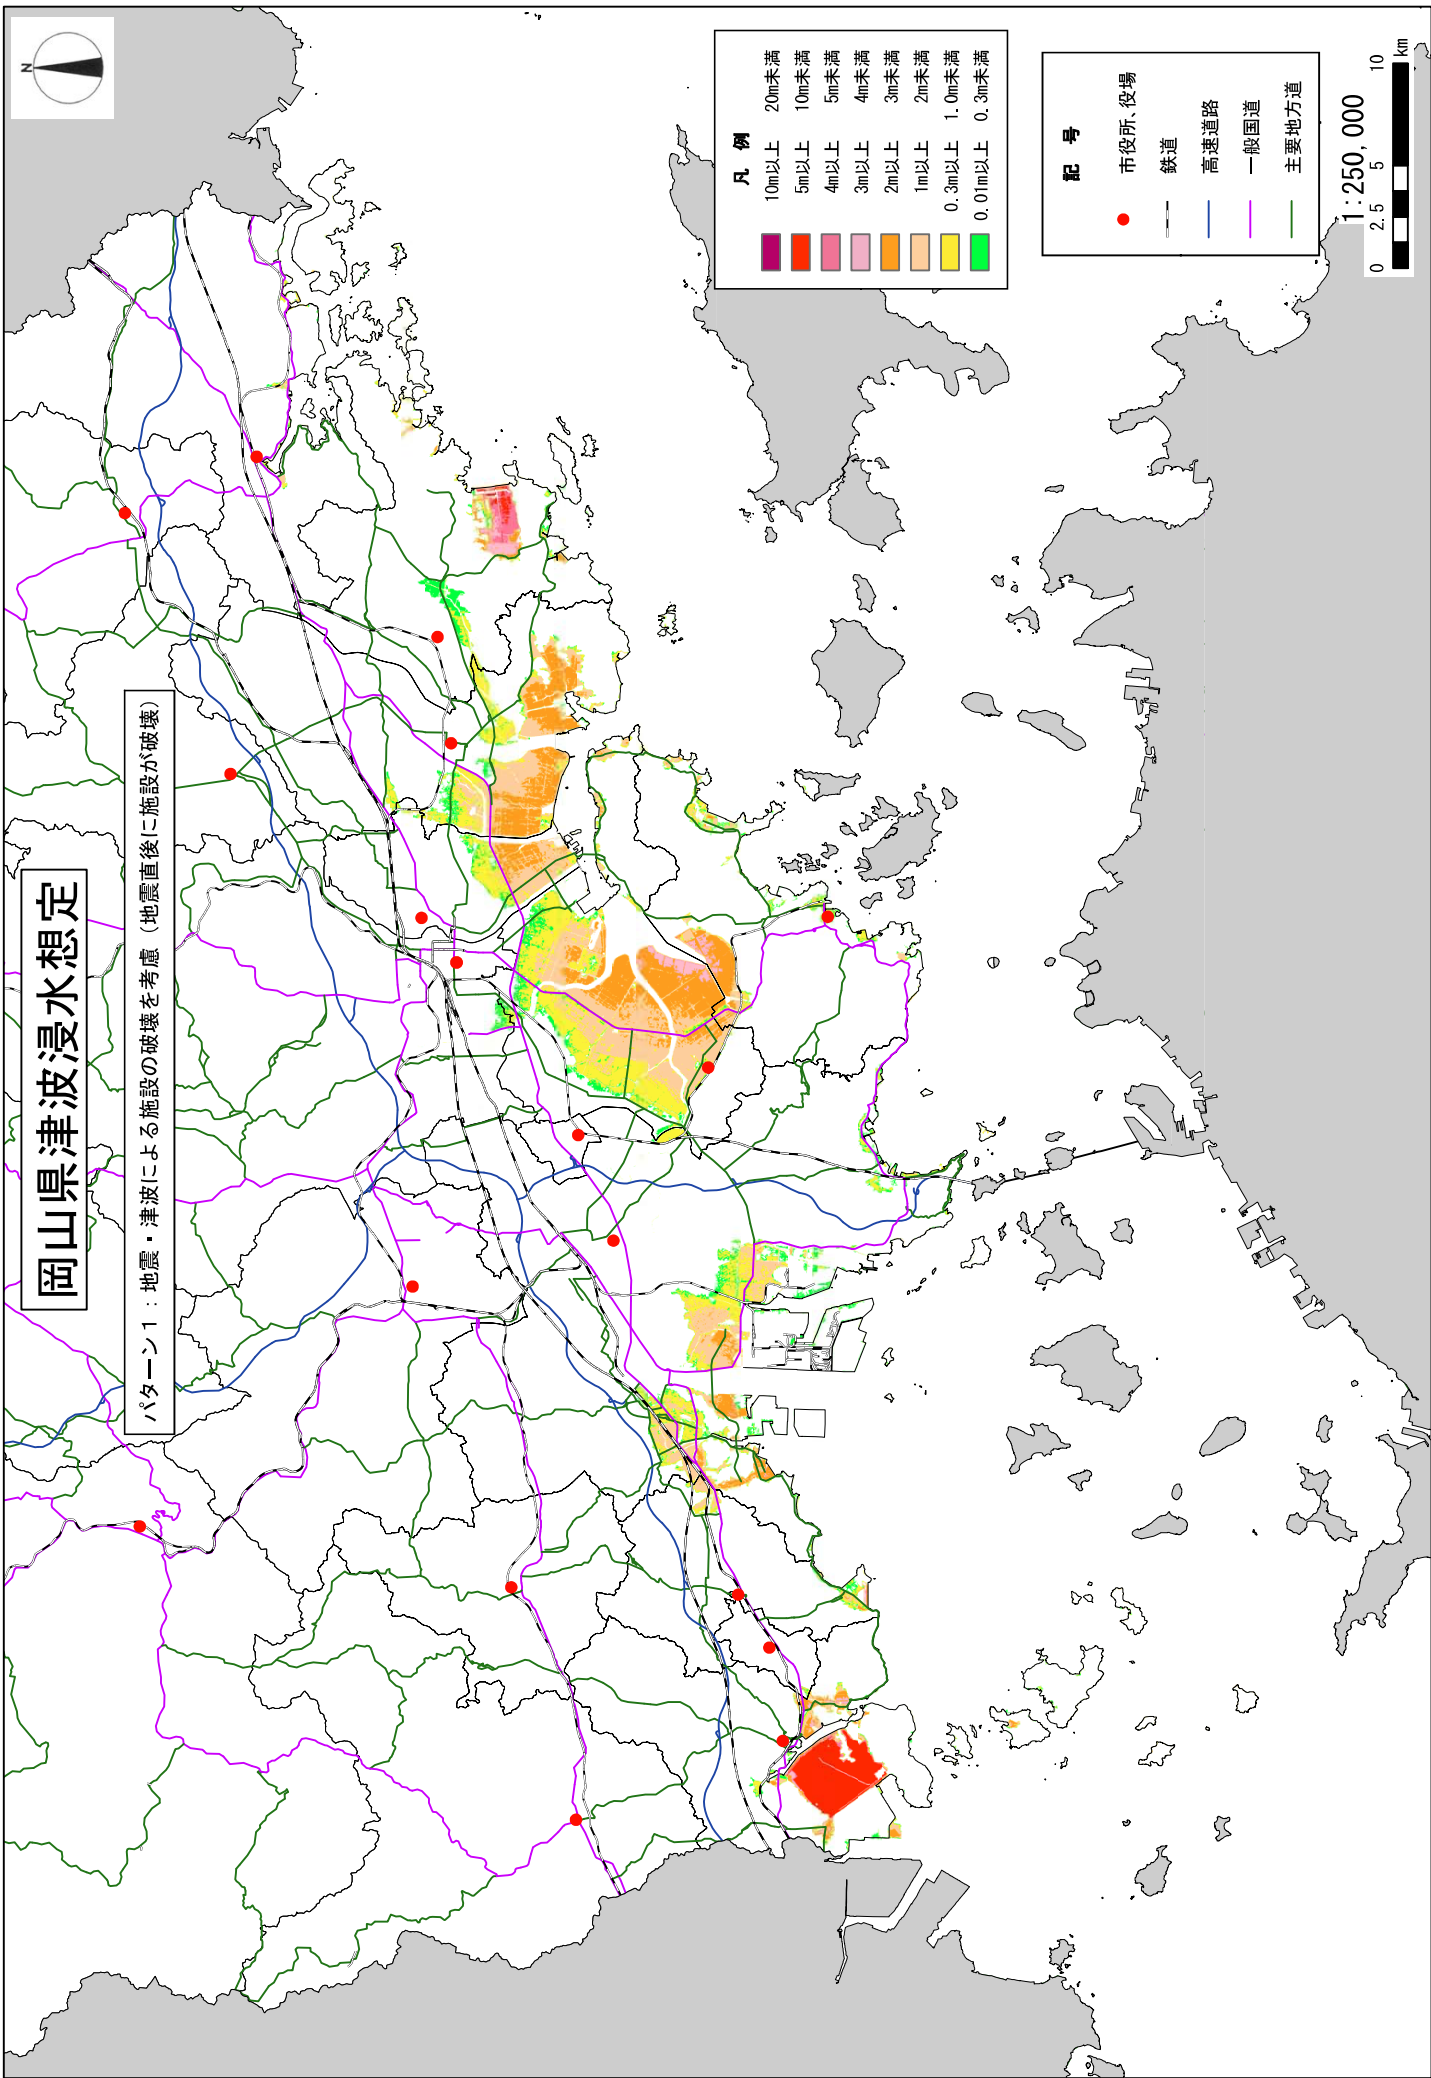 岡山県津波浸水想定
パターン1：地震・津波による施設の破壊を考慮（地震直後に施設が破壊）
N
凡 例
10m以上 20m未満
5m以上 10m未満
4m以上 5m未満
3m以上 4m未満
2m以上 3m未満
1m以上 2m未満
0.3m以上 1.0m未満
0.01m以上 0.3m未満
記 号
市役所、役場
鉄道
高速道路
一般国道
主要地方道
1:250,000
0 2.5 5 10
km